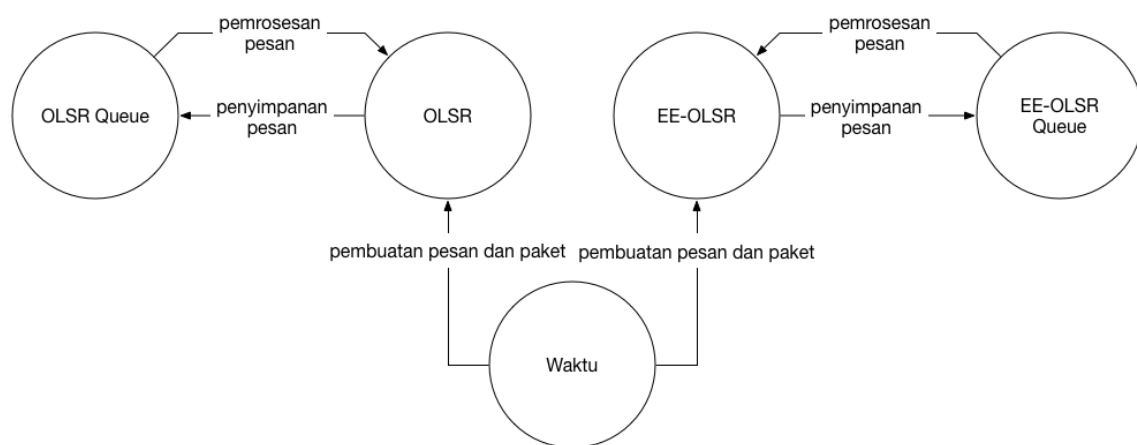 pemrosesan
pesan
pemrosesan
pesan
OLSR Queue
penyimpanan
pesan
OLSR
EE-OLSR
penyimpanan
pesan
EE-OLSR
Queue
pembuatan pesan dan paket
pembuatan pesan dan paket
Waktu